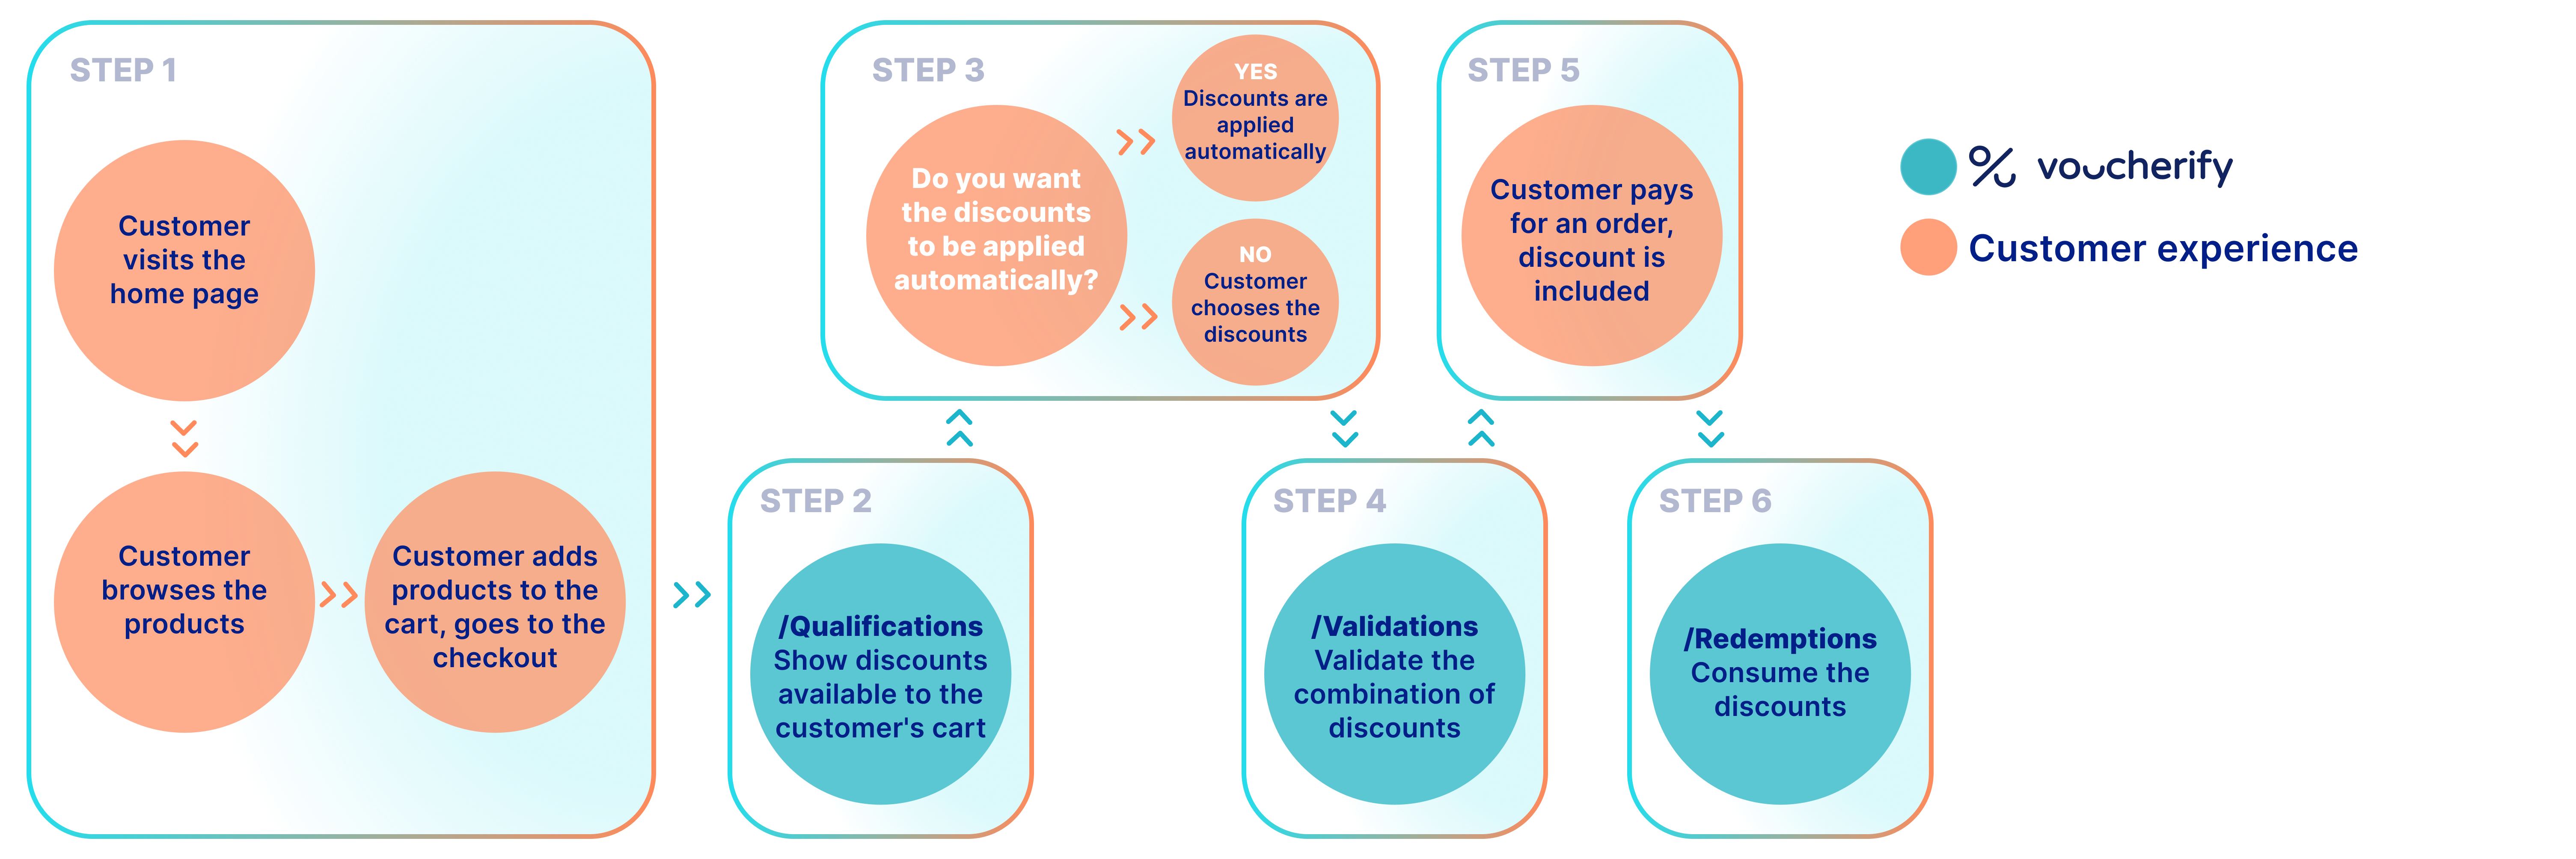 STEP 1
Customer
visits the
home page
Customer
browses the
products
Customer adds
products to the
cart, goes to the
checkout
STEP 2
/Qualifications
Show discounts
available to the
customer's cart
STEP 3
Do you want
the discounts
to be applied
automatically?
YES
Discounts are
applied
automatically
NO
Customer
chooses the
discounts
STEP 4
/Validations
Validate the
combination of
discounts
STEP 5
Customer pays
for an order,
discount is
included
STEP 6
/Redemptions
Consume the
discounts
voucherify
Customer experience